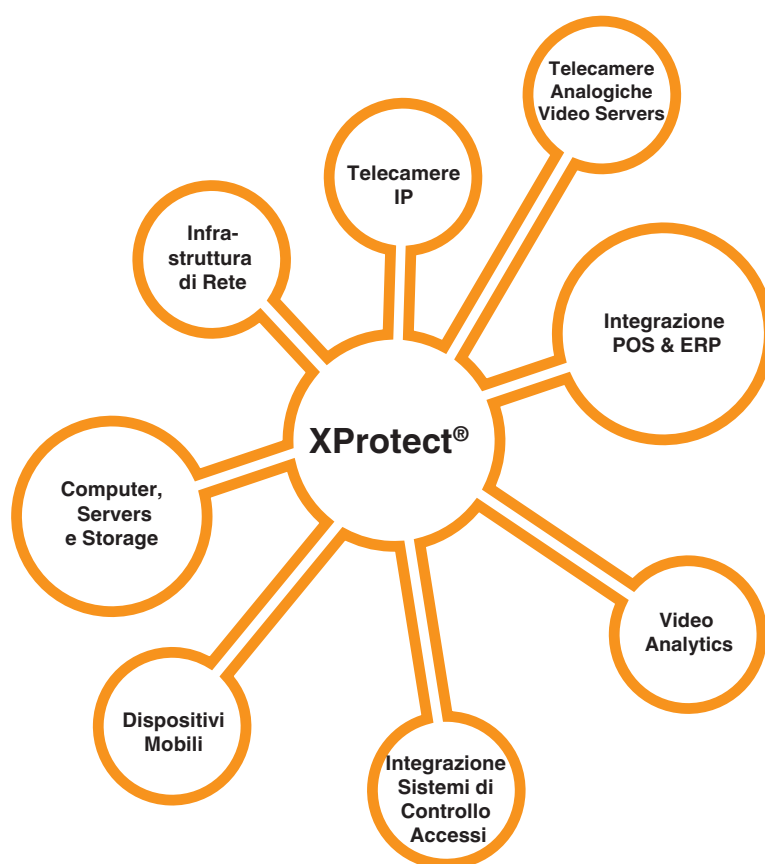 Telecamere
Analogiche
Video Servers
Telecamere
IP
Infra-
struttura
di Rete
Integrazione
POS & ERP
XProtect®
Computer,
Servers
e Storage
Video
Analytics
Dispositivi
Mobili
Integrazione
Sistemi di
Controllo
Accessi